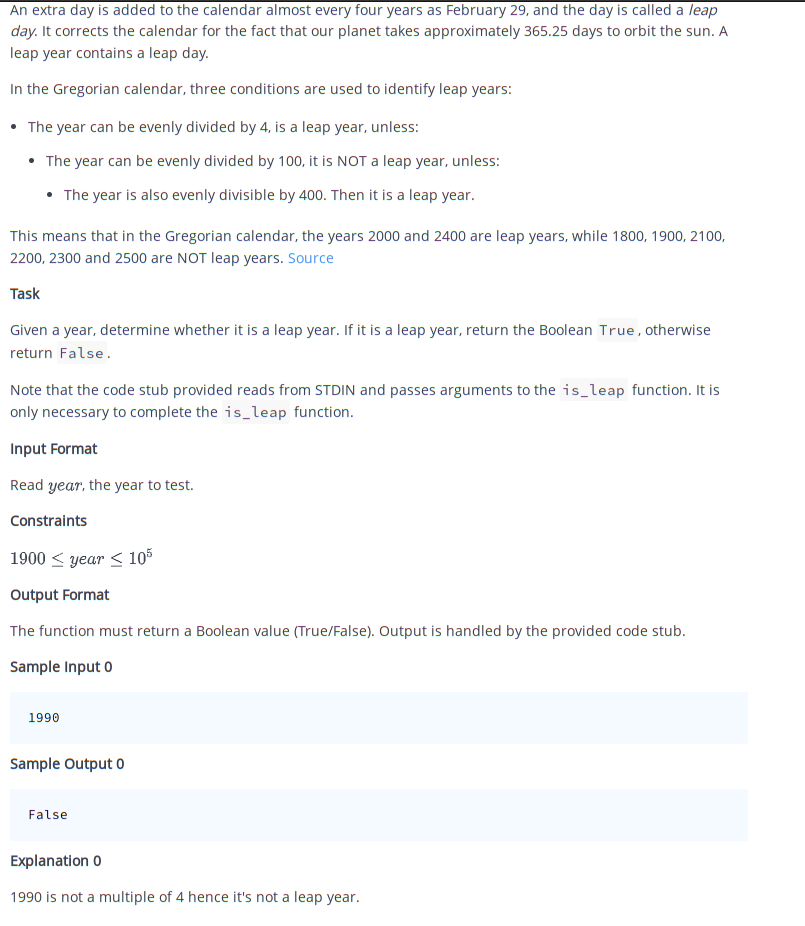 An extra day is added to the calendar almost every four years as February 29, and the day is called a leap
day. It corrects the calendar for the fact that our planet takes approximately 365.25 days to orbit the sun. A
leap year contains a leap day.
In the Gregorian calendar, three conditions are used to identify leap years:
• The year can be evenly divided by 4, is a leap year, unless:
• The year can be evenly divided by 100, it is NOT a leap year, unless:
• The year is also evenly divisible by 400. Then it is a leap year.
This means that in the Gregorian calendar, the years 2000 and 2400 are leap years, while 1800, 1900, 2100,
2200, 2300 and 2500 are NOT leap years. Source
Task
Given a year, determine whether it is a leap year. If it is a leap year, return the Boolean True, otherwise
return False.
Note that the code stub provided reads from STDIN and passes arguments to the is_leap function. It is
only necessary to complete the is_leap function.
Input Format
Read year, the year to test.
Constraints
1900 ≤ year ≤ 10⁵
Output Format
The function must return a Boolean value (True/False). Output is handled by the provided code stub.
Sample Input 0
1990
Sample Output 0
False
Explanation 0
1990 is not a multiple of 4 hence it's not a leap year.